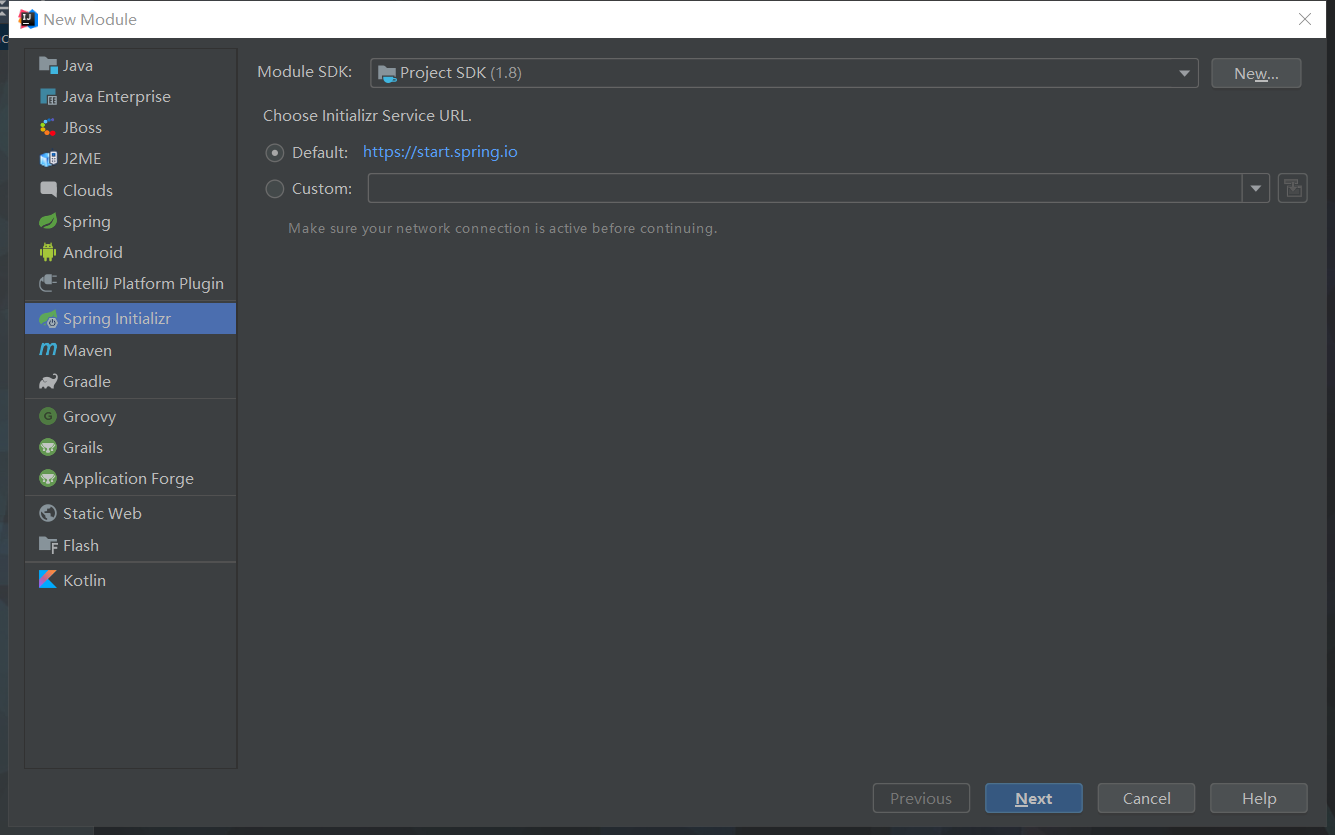 New Module
Java
Java Enterprise
JBoss
J2ME
Clouds
Spring
Android
IntelliJ Platform Plugin
Spring Initializr
Maven
Gradle
Groovy
Grails
Application Forge
Static Web
Flash
Kotlin
Module SDK: Project SDK (1.8) New...
Choose Initializr Service URL.
Default: https://start.spring.io
Custom:
Make sure your network connection is active before continuing.
Previous Next Cancel Help